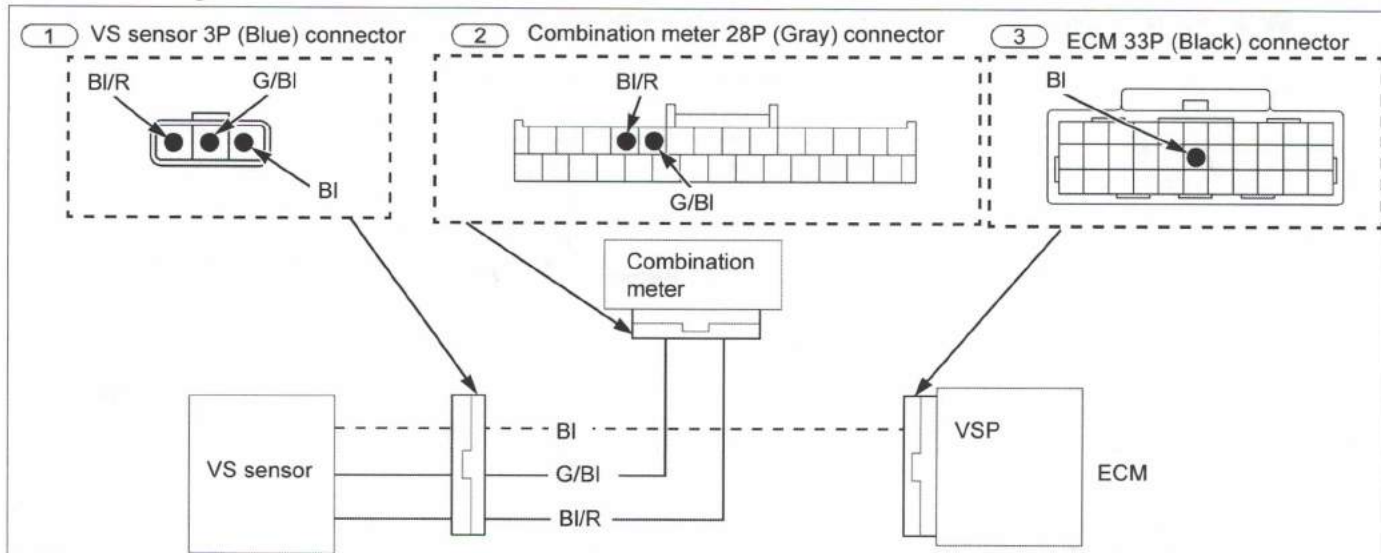 1 VS sensor 3P (Blue) connector
2 Combination meter 28P (Gray) connector
3 ECM 33P (Black) connector
Bl/R
G/Bl
Bl
Bl/R
G/Bl
Bl
Combination
meter
VS sensor
Bl
G/Bl
Bl/R
VSP
ECM